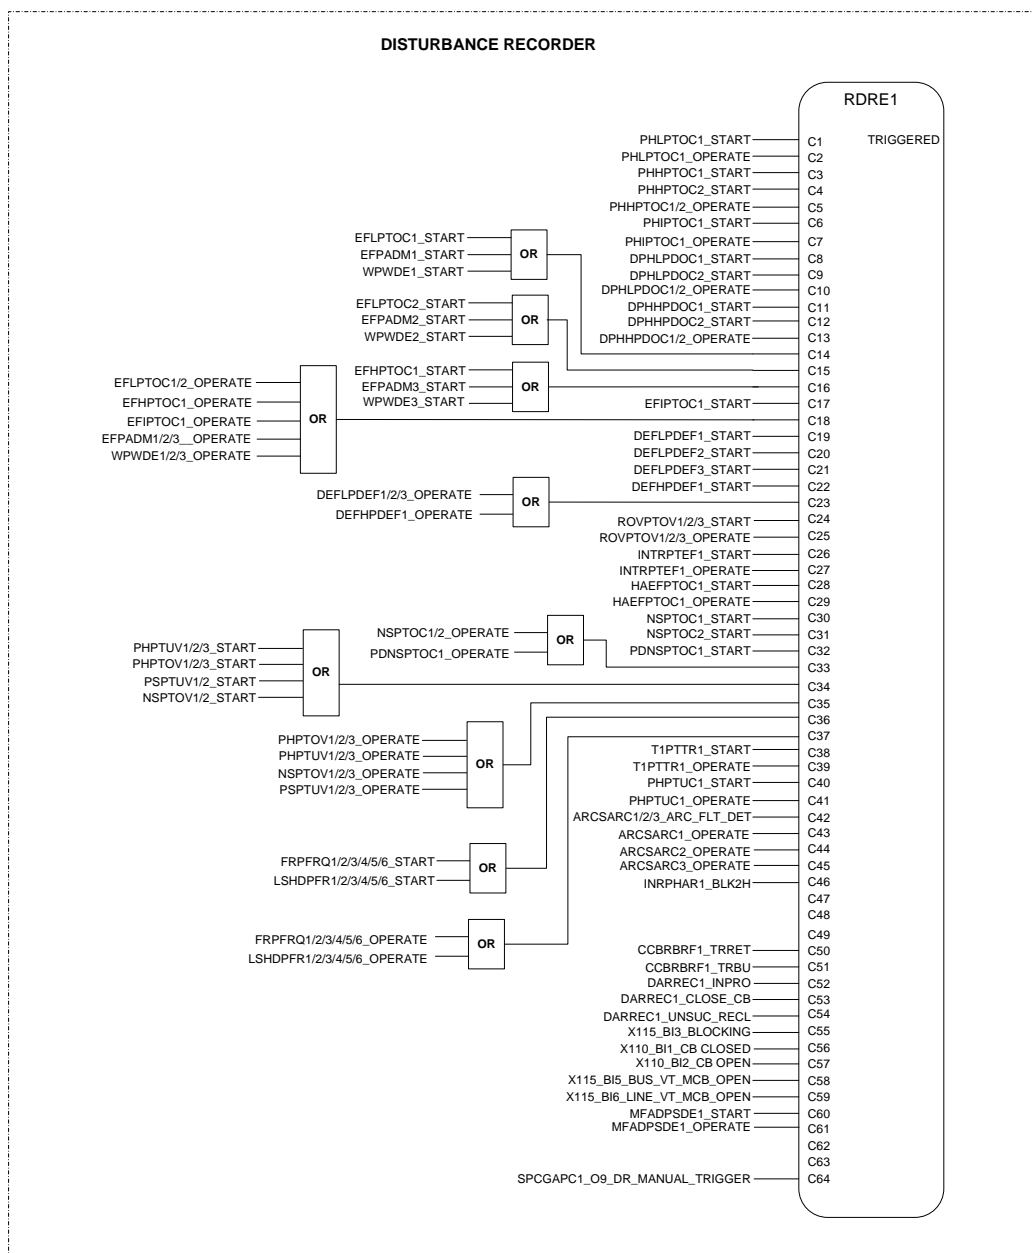 DISTURBANCE RECORDER
RDRE1
TRIGGERED
PHLPTOC1_START C1
PHLPTOC1_OPERATE C2
PHHPTOC1_START C3
PHHPTOC2_START C4
PHHPTOC1/2_OPERATE C5
PHIPTOC1_START C6
PHIPTOC1_OPERATE C7
DPHLPDOC1_START C8
DPHLPDOC2_START C9
DPHLPDOC1/2_OPERATE C10
DPHHPDOC1_START C11
DPHHPDOC2_START C12
DPHHPDOC1/2_OPERATE C13
EFLPTOC1_START
EFPADM1_START
WPWDE1_START
OR
C14
EFLPTOC2_START
EFPADM2_START
WPWDE2_START
OR
C15
EFHPTOC1_START
EFPADM3_START
WPWDE3_START
OR
C16
EFIPTOC1_START C17
EFLPTOC1/2_OPERATE
EFHPTOC1_OPERATE
EFIPTOC1_OPERATE
EFPADM1/2/3__OPERATE
WPWDE1/2/3_OPERATE
OR
C18
DEFLPDEF1_START C19
DEFLPDEF2_START C20
DEFLPDEF3_START C21
DEFHPDEF1_START C22
DEFLPDEF1/2/3_OPERATE
DEFHPDEF1_OPERATE
OR
C23
ROVPTOV1/2/3_START C24
ROVPTOV1/2/3_OPERATE C25
INTRPTEF1_START C26
INTRPTEF1_OPERATE C27
HAEFPTOC1_START C28
HAEFPTOC1_OPERATE C29
NSPTOC1_START C30
NSPTOC2_START C31
PDNSPTOC1_START C32
NSPTOC1/2_OPERATE
PDNSPTOC1_OPERATE
OR
C33
PHPTUV1/2/3_START
PHPTOV1/2/3_START
PSPTUV1/2_START
NSPTOV1/2_START
OR
C34
PHPTOV1/2/3_OPERATE
PHPTUV1/2/3_OPERATE
NSPTOV1/2/3_OPERATE
PSPTUV1/2/3_OPERATE
OR
C35
FRPFRQ1/2/3/4/5/6_START
LSHDPFR1/2/3/4/5/6_START
OR
C36
FRPFRQ1/2/3/4/5/6_OPERATE
LSHDPFR1/2/3/4/5/6_OPERATE
OR
C37
T1PTTR1_START C38
T1PTTR1_OPERATE C39
PHPTUC1_START C40
PHPTUC1_OPERATE C41
ARCSARC1/2/3_ARC_FLT_DET C42
ARCSARC1_OPERATE C43
ARCSARC2_OPERATE C44
ARCSARC3_OPERATE C45
INRPHAR1_BLK2H C46
C47
C48
C49
CCBRBRF1_TRRET C50
CCBRBRF1_TRBU C51
DARREC1_INPRO C52
DARREC1_CLOSE_CB C53
DARREC1_UNSUC_RECL C54
X115_BI3_BLOCKING C55
X110_BI1_CB CLOSED C56
X110_BI2_CB OPEN C57
X115_BI5_BUS_VT_MCB_OPEN C58
X115_BI6_LINE_VT_MCB_OPEN C59
MFADPSDE1_START C60
MFADPSDE1_OPERATE C61
C62
C63
SPCGAPC1_O9_DR_MANUAL_TRIGGER C64